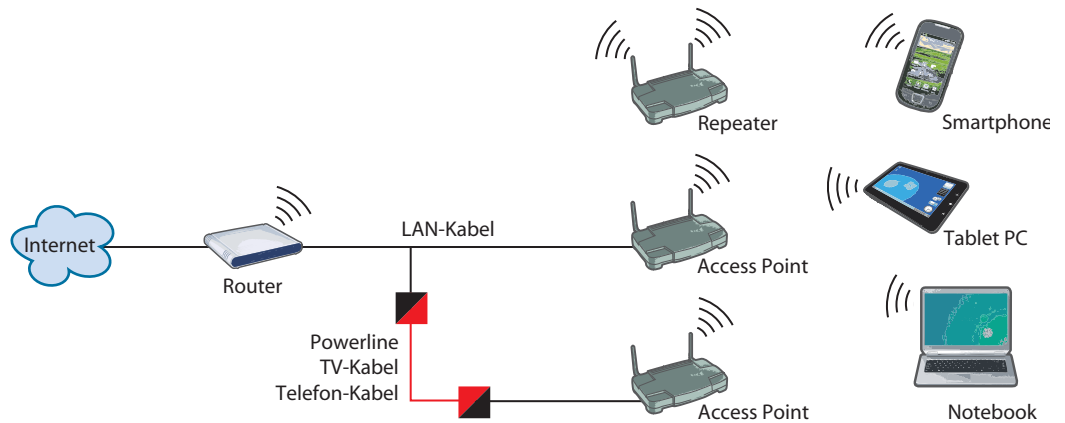 Repeater
Smartphone
Internet
Router
LAN-Kabel
Access Point
Tablet PC
Powerline
TV-Kabel
Telefon-Kabel
Access Point
Notebook